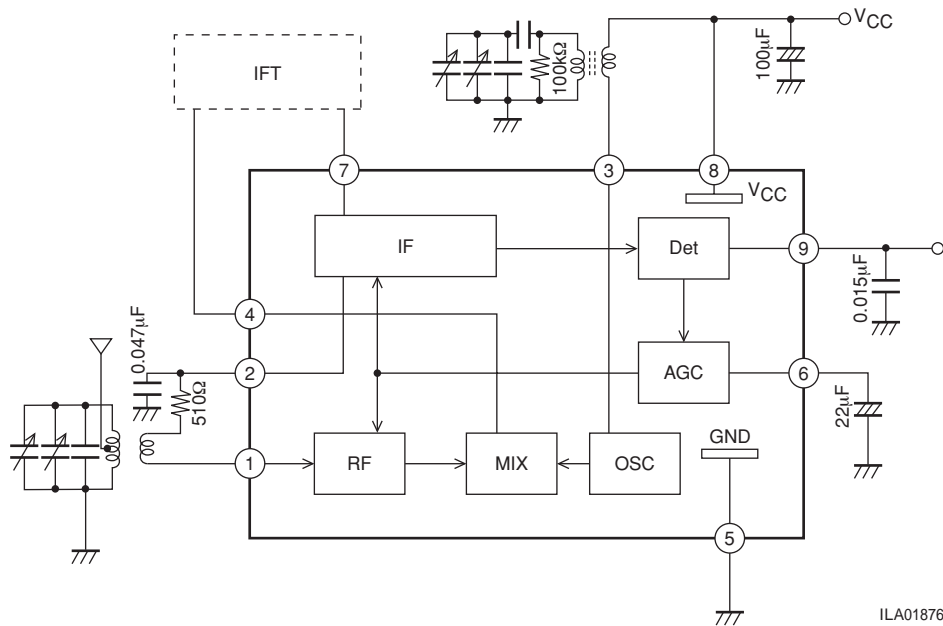 VCC
IFT
100kΩ
100µF
7
3
8
VCC
IF
Det
9
0.015µF
4
0.047µF
2
510Ω
AGC
6
22µF
GND
1
RF
MIX
OSC
5
ILA01876